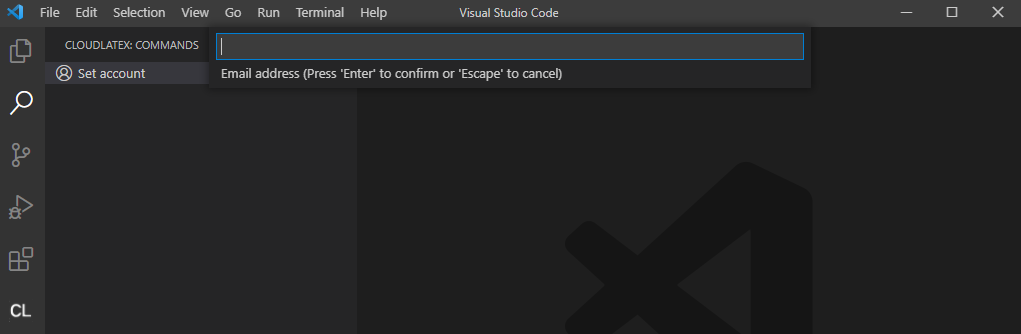 File Edit Selection View Go Run Terminal Help Visual Studio Code
CLOUDLATEX: COMMANDS
Set account
Email address (Press 'Enter' to confirm or 'Escape' to cancel)
CL